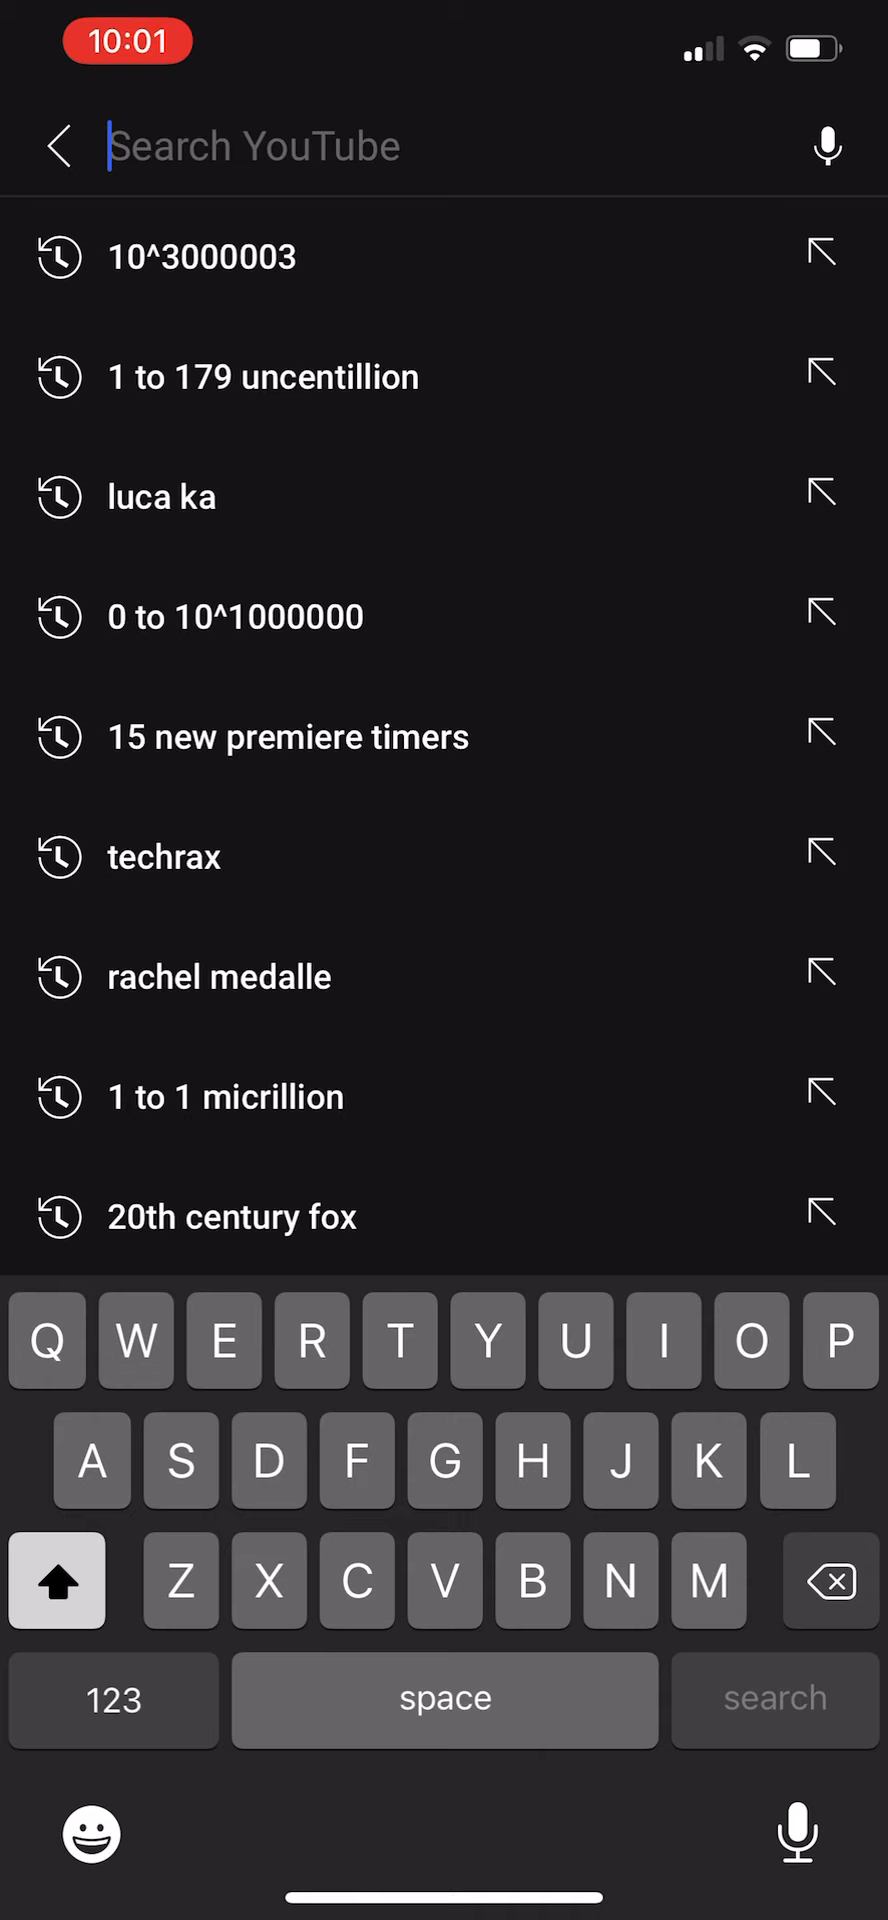 10:01
Search YouTube
10^3000003
1 to 179 uncentillion
luca ka
0 to 10^1000000
15 new premiere timers
techrax
rachel medalle
1 to 1 micrillion
20th century fox
Q W E R T Y U I O P
A S D F G H J K L
Z X C V B N M
123 space search